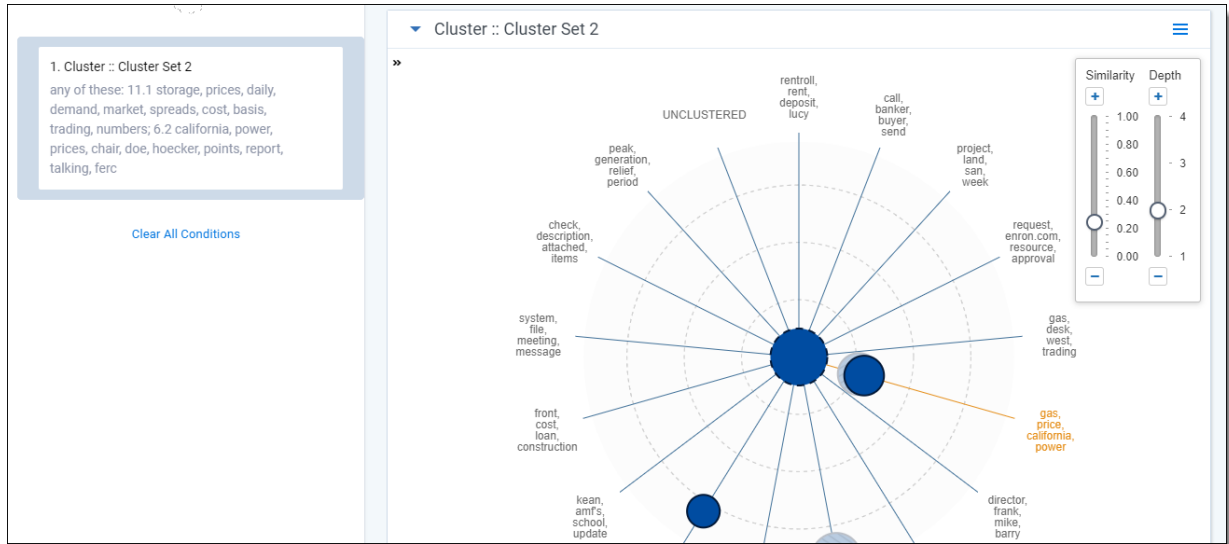 1. Cluster :: Cluster Set 2
any of these: 11.1 storage, prices, daily,
demand, market, spreads, cost, basis,
trading, numbers; 6.2 california, power,
prices, chair, doe, hoecker, points, report,
talking, ferc
Clear All Conditions
Cluster :: Cluster Set 2
»
Similarity
Depth
+
+
1.00
0.80
0.60
0.40
0.20
0.00
4
3
2
1
−
−
rentroll,
rent,
deposit,
lucy
call,
banker,
buyer,
send
project,
land,
san,
week
request,
enron.com,
resource,
approval
gas,
desk,
west,
trading
gas,
price,
california,
power
director,
frank,
mike,
barry
kean,
amf's,
school,
update
front,
cost,
loan,
construction
system,
file,
meeting,
message
check,
description,
attached,
items
peak,
generation,
relief,
period
UNCLUSTERED